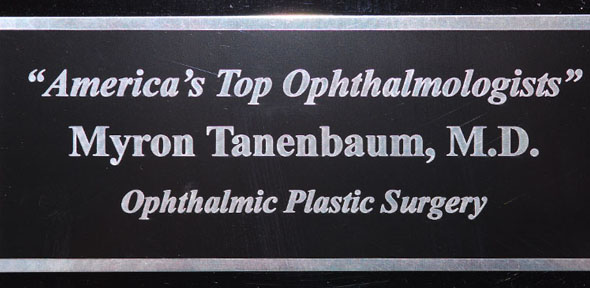 “America’s Top Ophthalmologists”
Myron Tanenbaum, M.D.
Ophthalmic Plastic Surgery